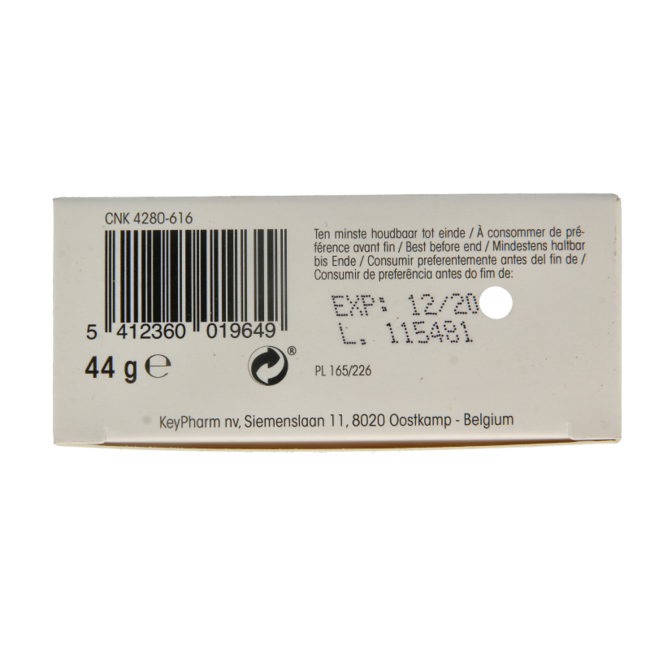 CNK 4280-616
5 412360 019649
44 g ℮
Ten minste houdbaar tot einde / À consommer de pré-
férence avant fin / Best before end / Mindestens haltbar
bis Ende / Consumir preferentemente antes del fin de /
Consumir de preferência antes do fim de:
EXP: 12/20
L. 115481
®
PL 165/226
KeyPharm nv, Siemenslaan 11, 8020 Oostkamp - Belgium